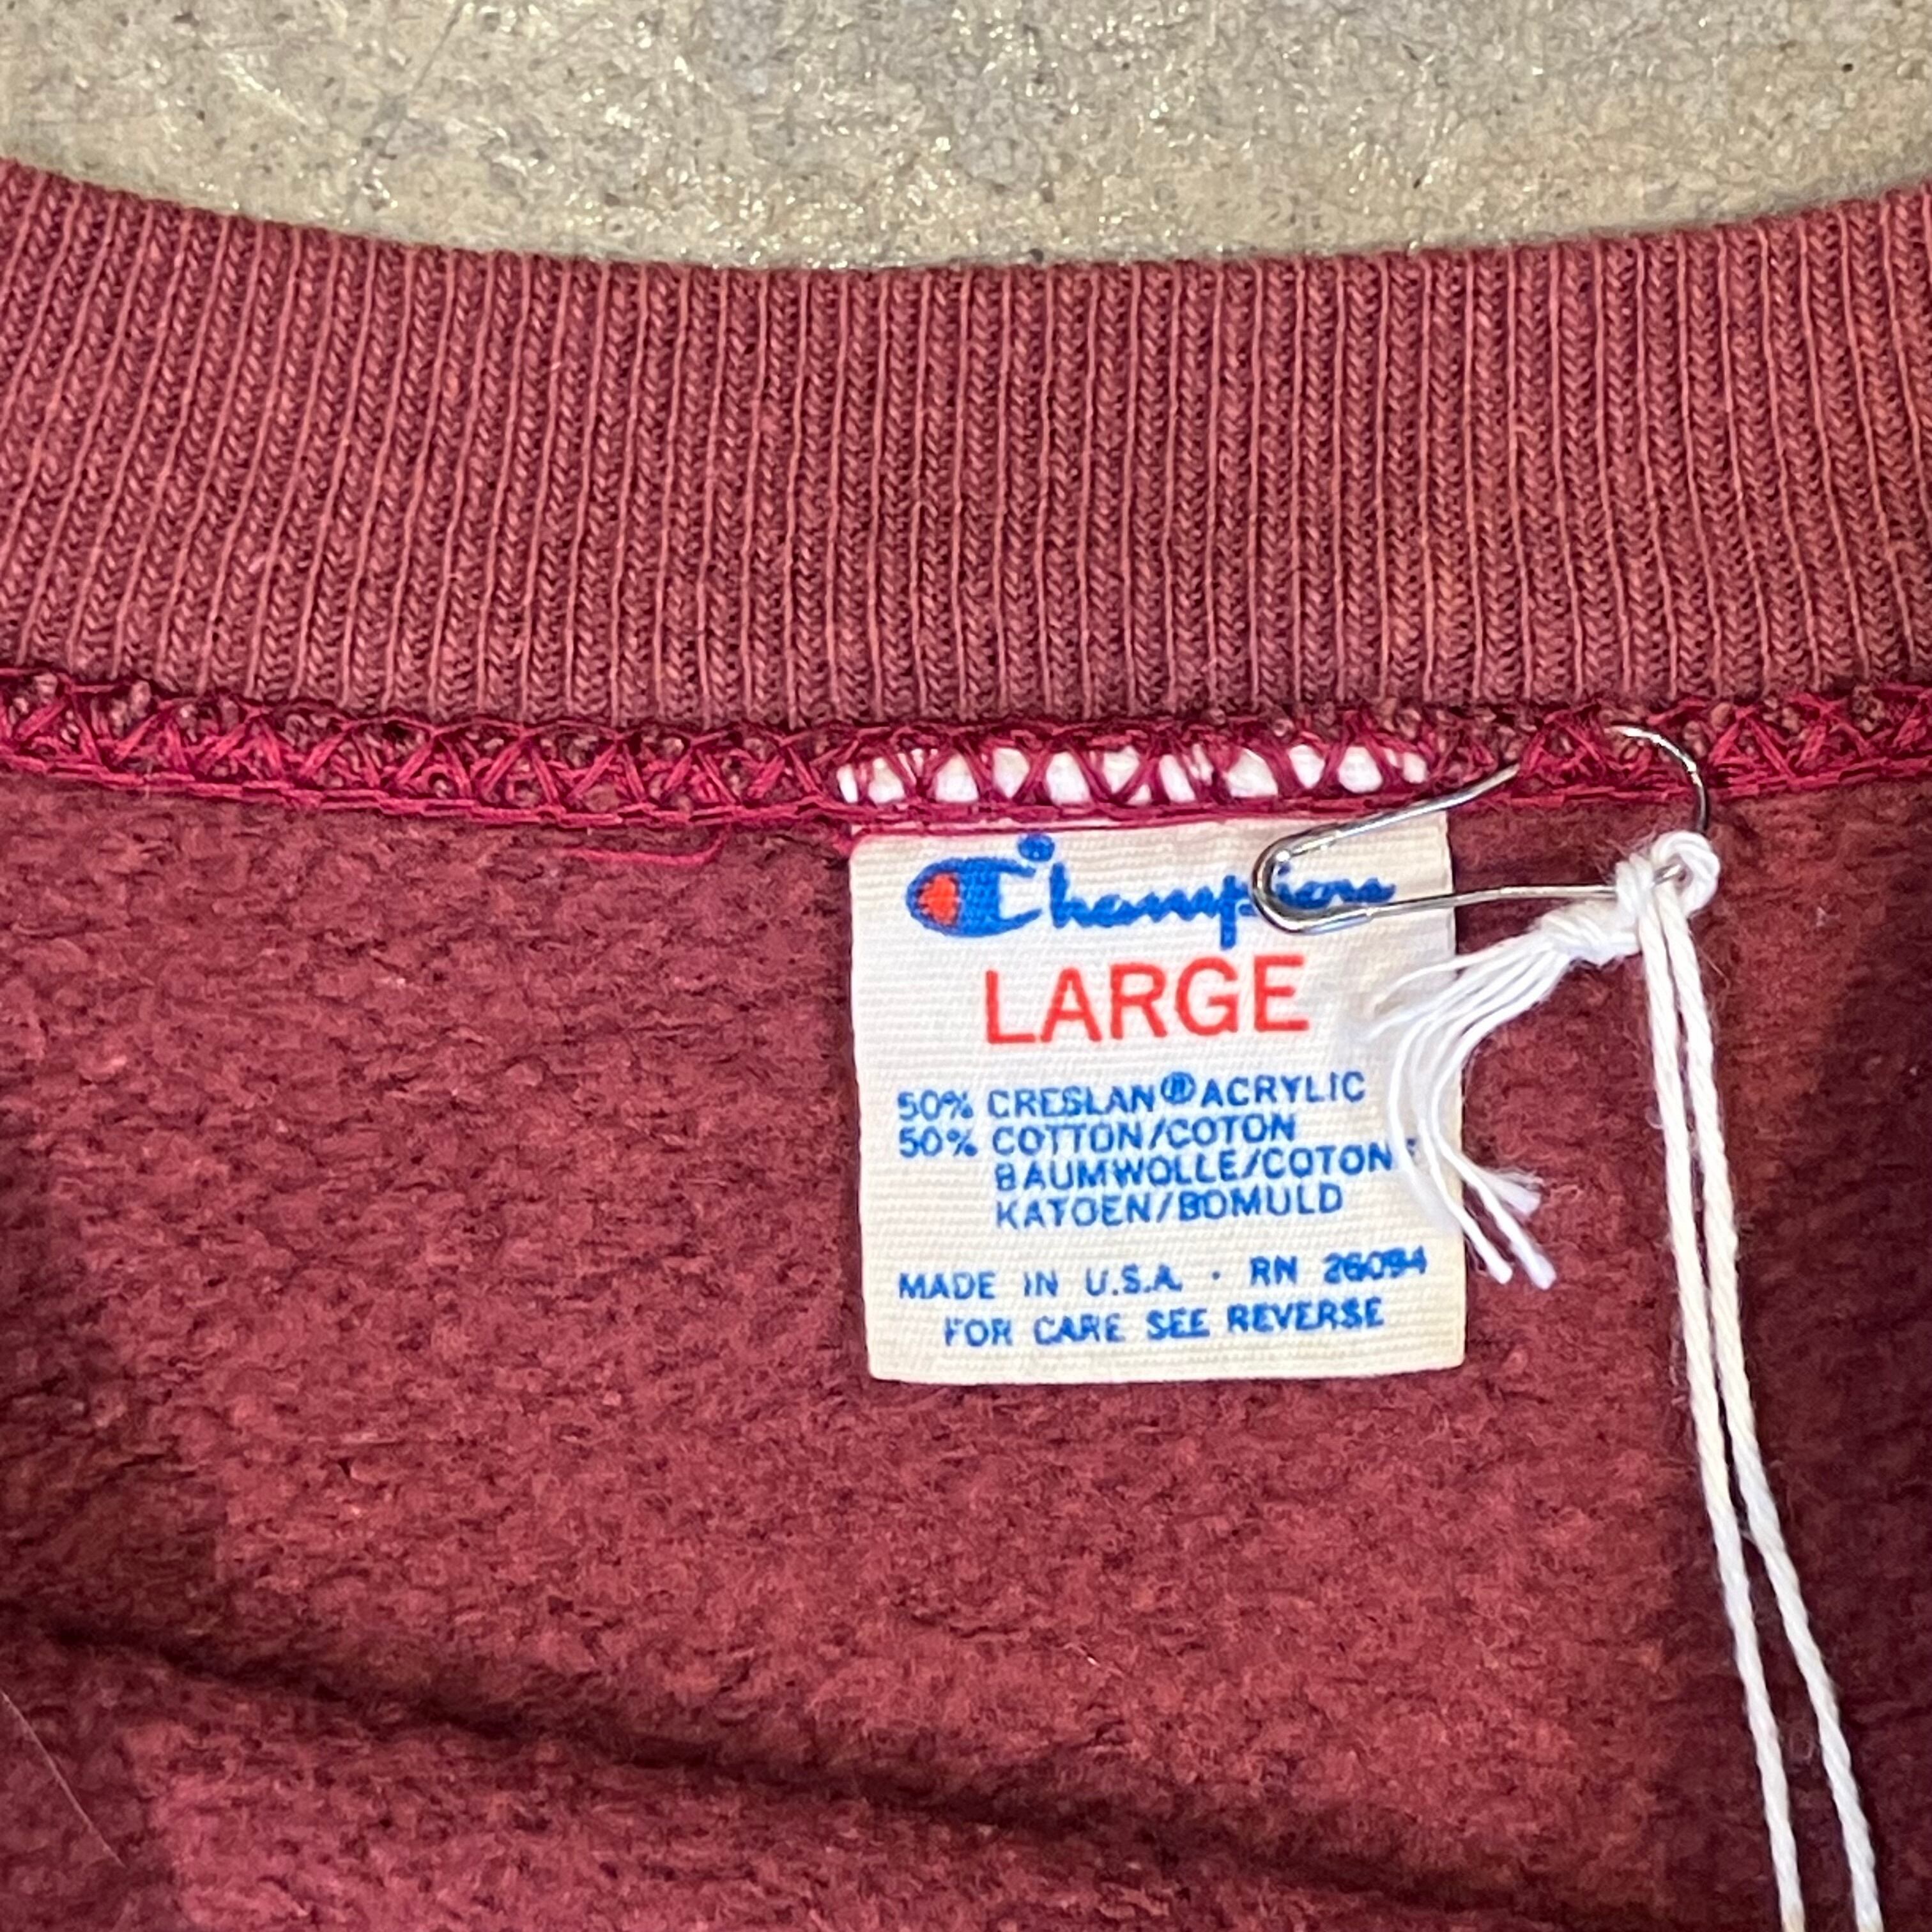 Champion
LARGE
50% CRESLAN® ACRYLIC
50% COTTON/COTON
BAUMWOLLE/COTONE
KATOEN/BOMULD
MADE IN U.S.A. · RN 26094
FOR CARE SEE REVERSE